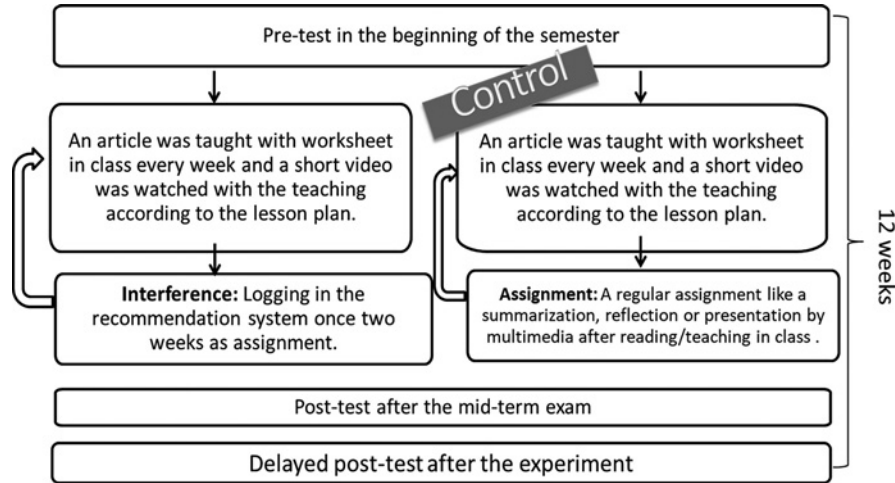 Pre-test in the beginning of the semester
Control
An article was taught with worksheet
in class every week and a short video
was watched with the teaching
according to the lesson plan.
An article was taught with worksheet
in class every week and a short video
was watched with the teaching
according to the lesson plan.
Interference: Logging in the
recommendation system once two
weeks as assignment.
Assignment: A regular assignment like a
summarization, reflection or presentation by
multimedia after reading/teaching in class .
Post-test after the mid-term exam
Delayed post-test after the experiment
12 weeks